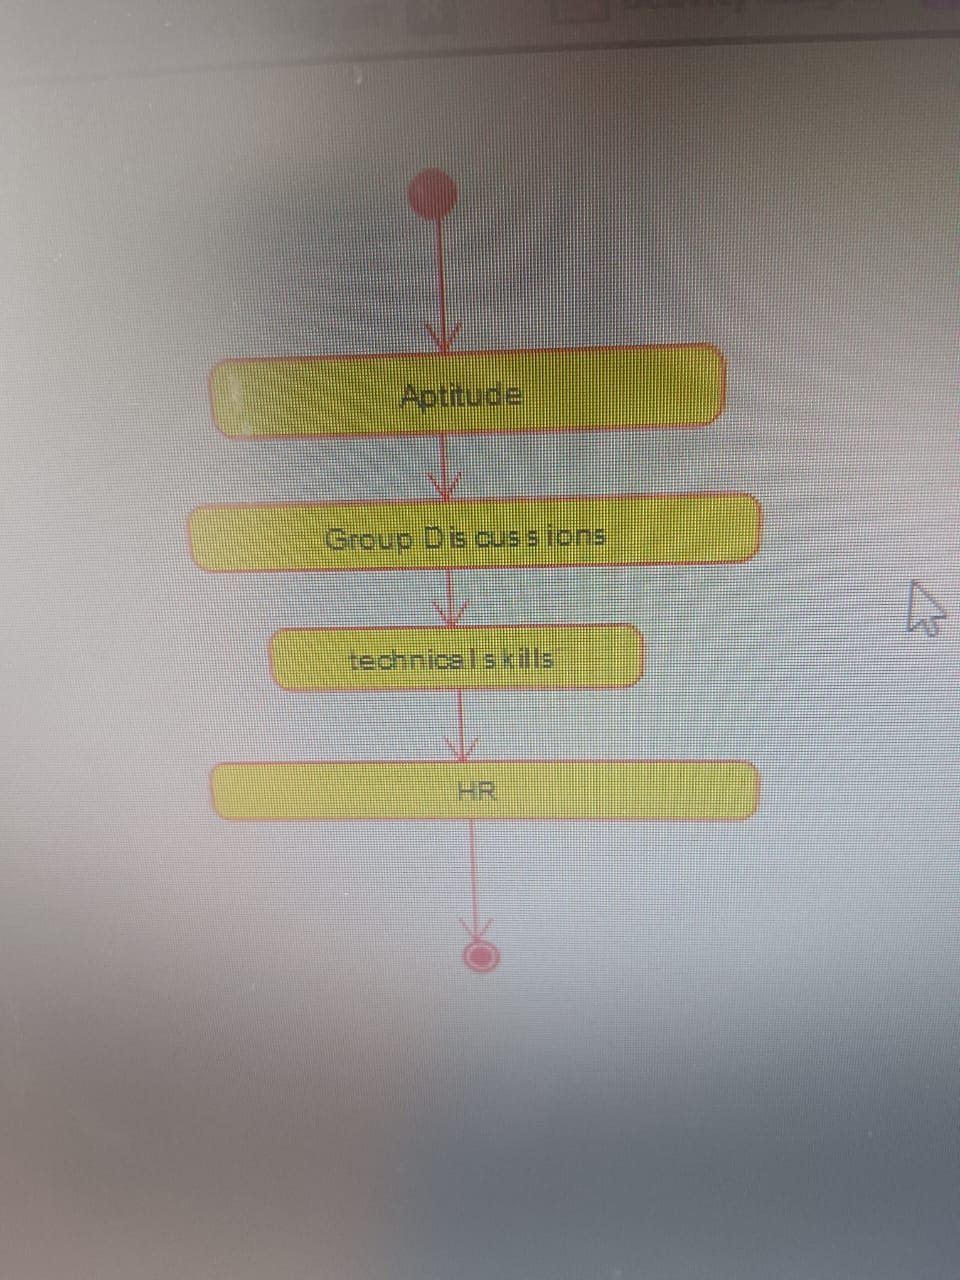 Aptitude
Group Discussions
technical skills
HR